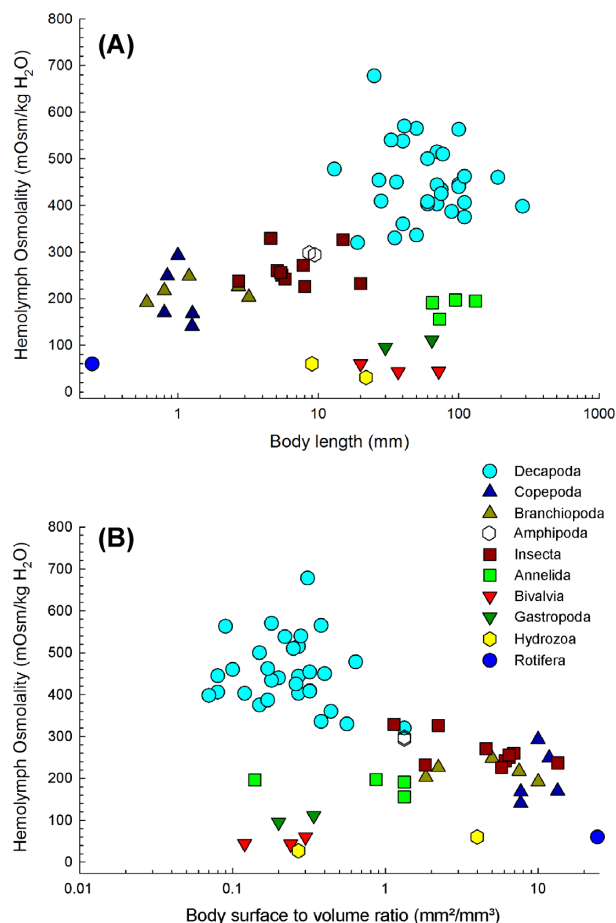 (A)
Hemolymph Osmolality (mOsm/kg H₂O)
800
700
600
500
400
300
200
100
0
1
10
100
1000
Body length (mm)
Decapoda
Copepoda
Branchiopoda
Amphipoda
Insecta
Annelida
Bivalvia
Gastropoda
Hydrozoa
Rotifera
(B)
Hemolymph Osmolality (mOsm/kg H₂O)
800
700
600
500
400
300
200
100
0
0.01
0.1
1
10
Body surface to volume ratio (mm²/mm³)